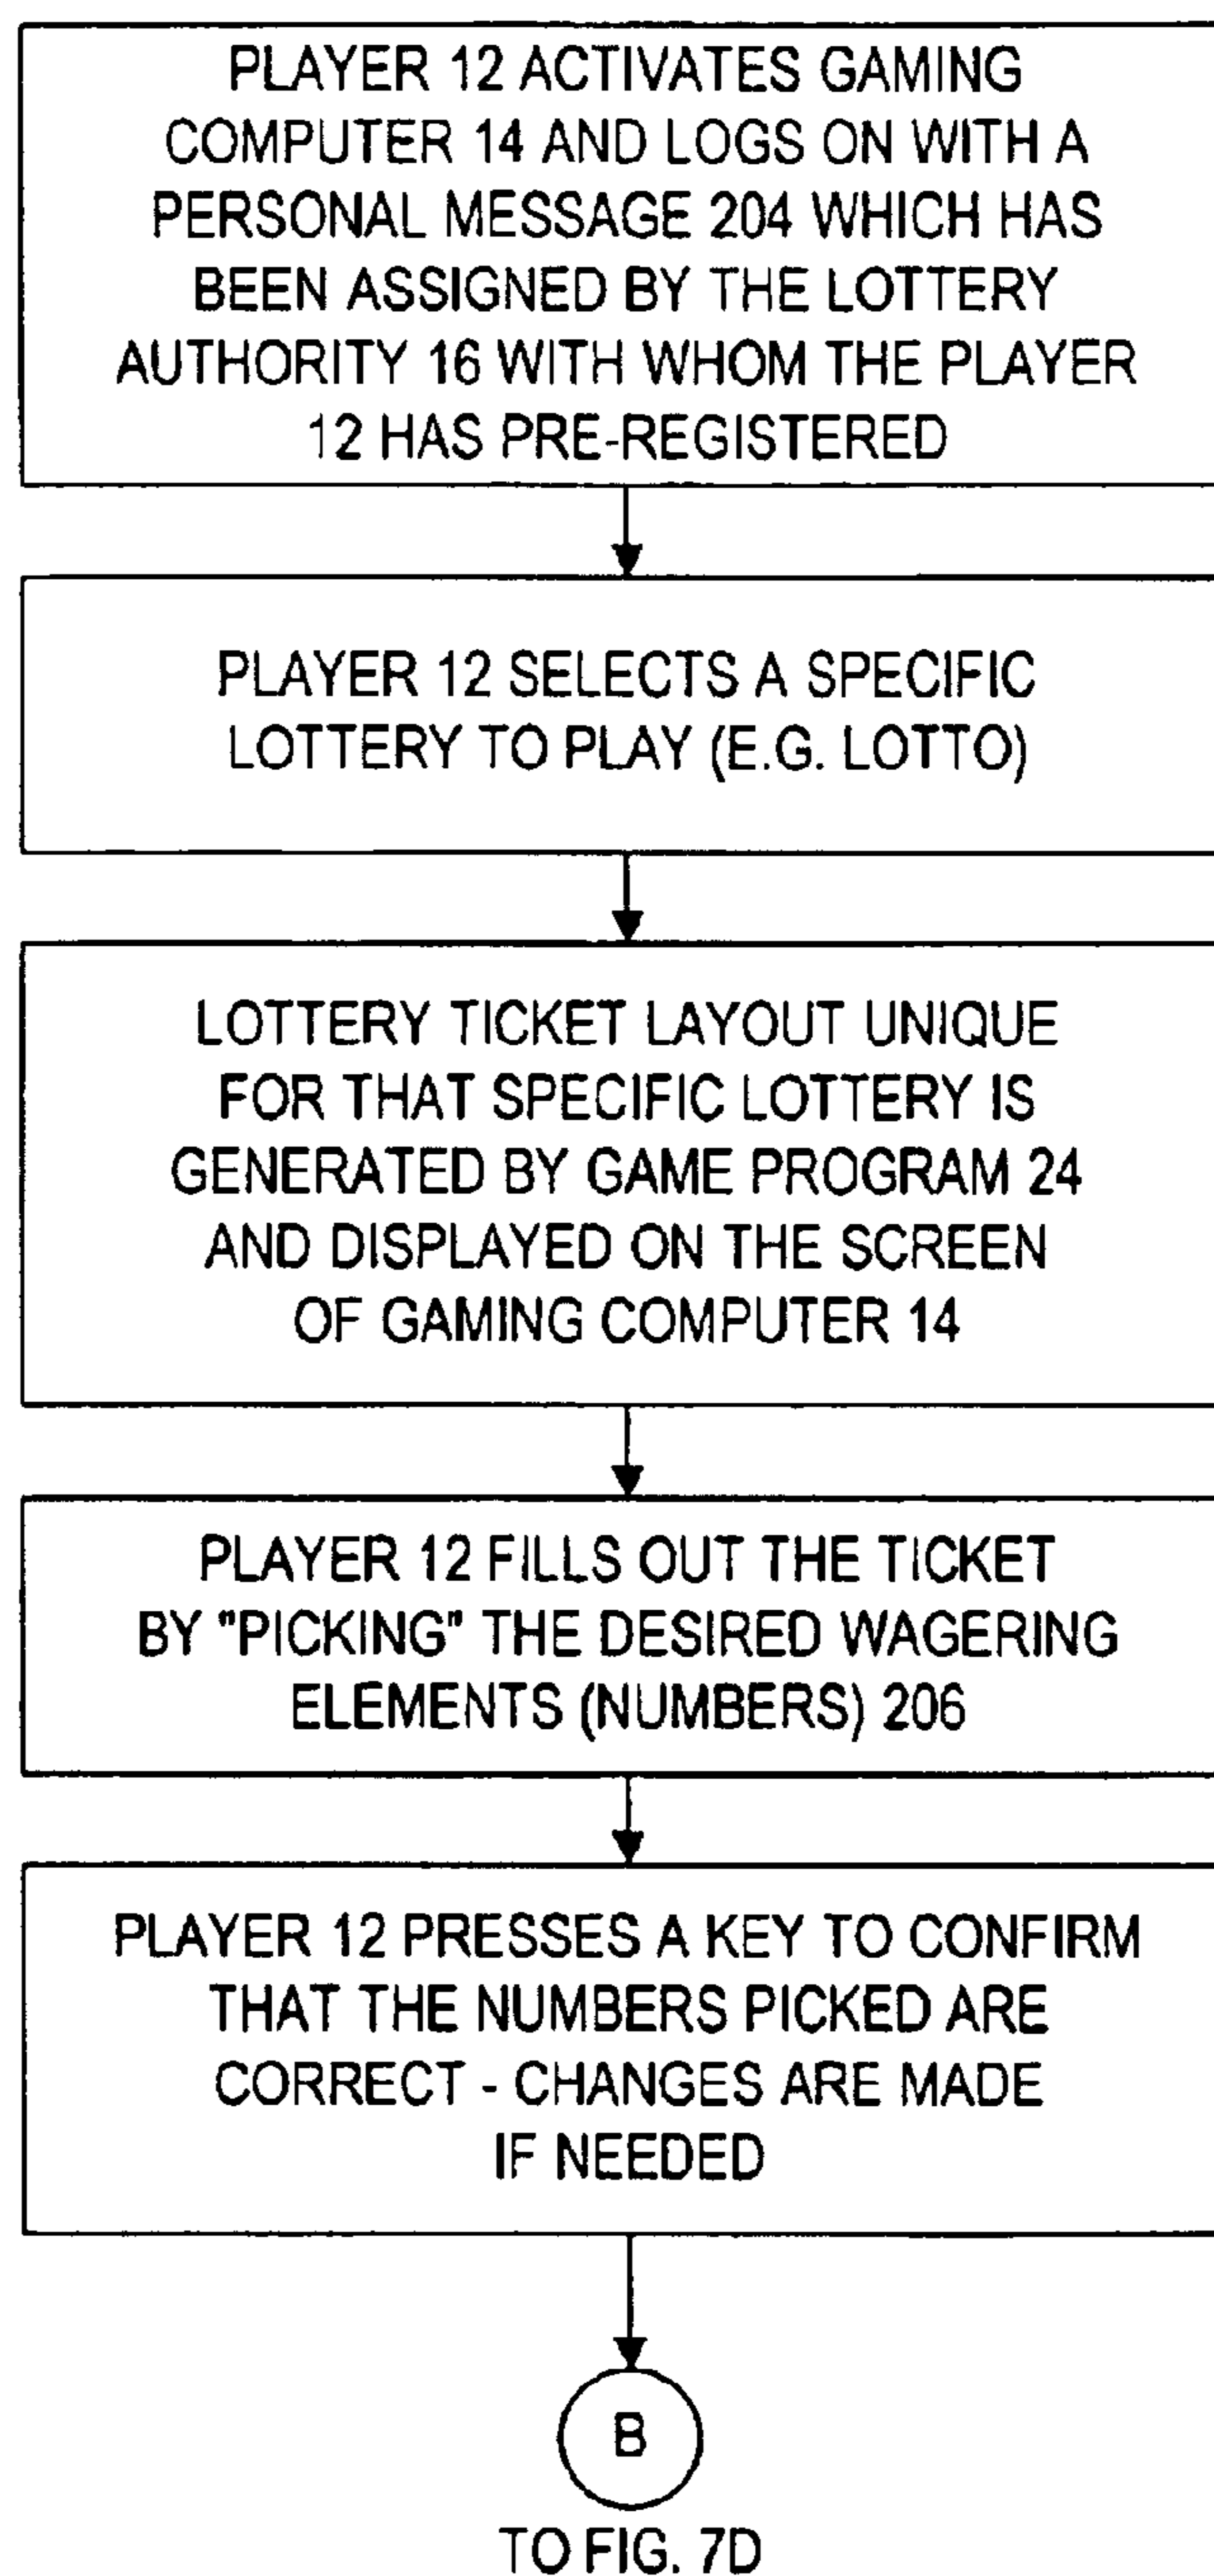 PLAYER 12 ACTIVATES GAMING
COMPUTER 14 AND LOGS ON WITH A
PERSONAL MESSAGE 204 WHICH HAS
BEEN ASSIGNED BY THE LOTTERY
AUTHORITY 16 WITH WHOM THE PLAYER
12 HAS PRE-REGISTERED
PLAYER 12 SELECTS A SPECIFIC
LOTTERY TO PLAY (E.G. LOTTO)
LOTTERY TICKET LAYOUT UNIQUE
FOR THAT SPECIFIC LOTTERY IS
GENERATED BY GAME PROGRAM 24
AND DISPLAYED ON THE SCREEN
OF GAMING COMPUTER 14
PLAYER 12 FILLS OUT THE TICKET
BY "PICKING" THE DESIRED WAGERING
ELEMENTS (NUMBERS) 206
PLAYER 12 PRESSES A KEY TO CONFIRM
THAT THE NUMBERS PICKED ARE
CORRECT - CHANGES ARE MADE
IF NEEDED
B
TO FIG. 7D